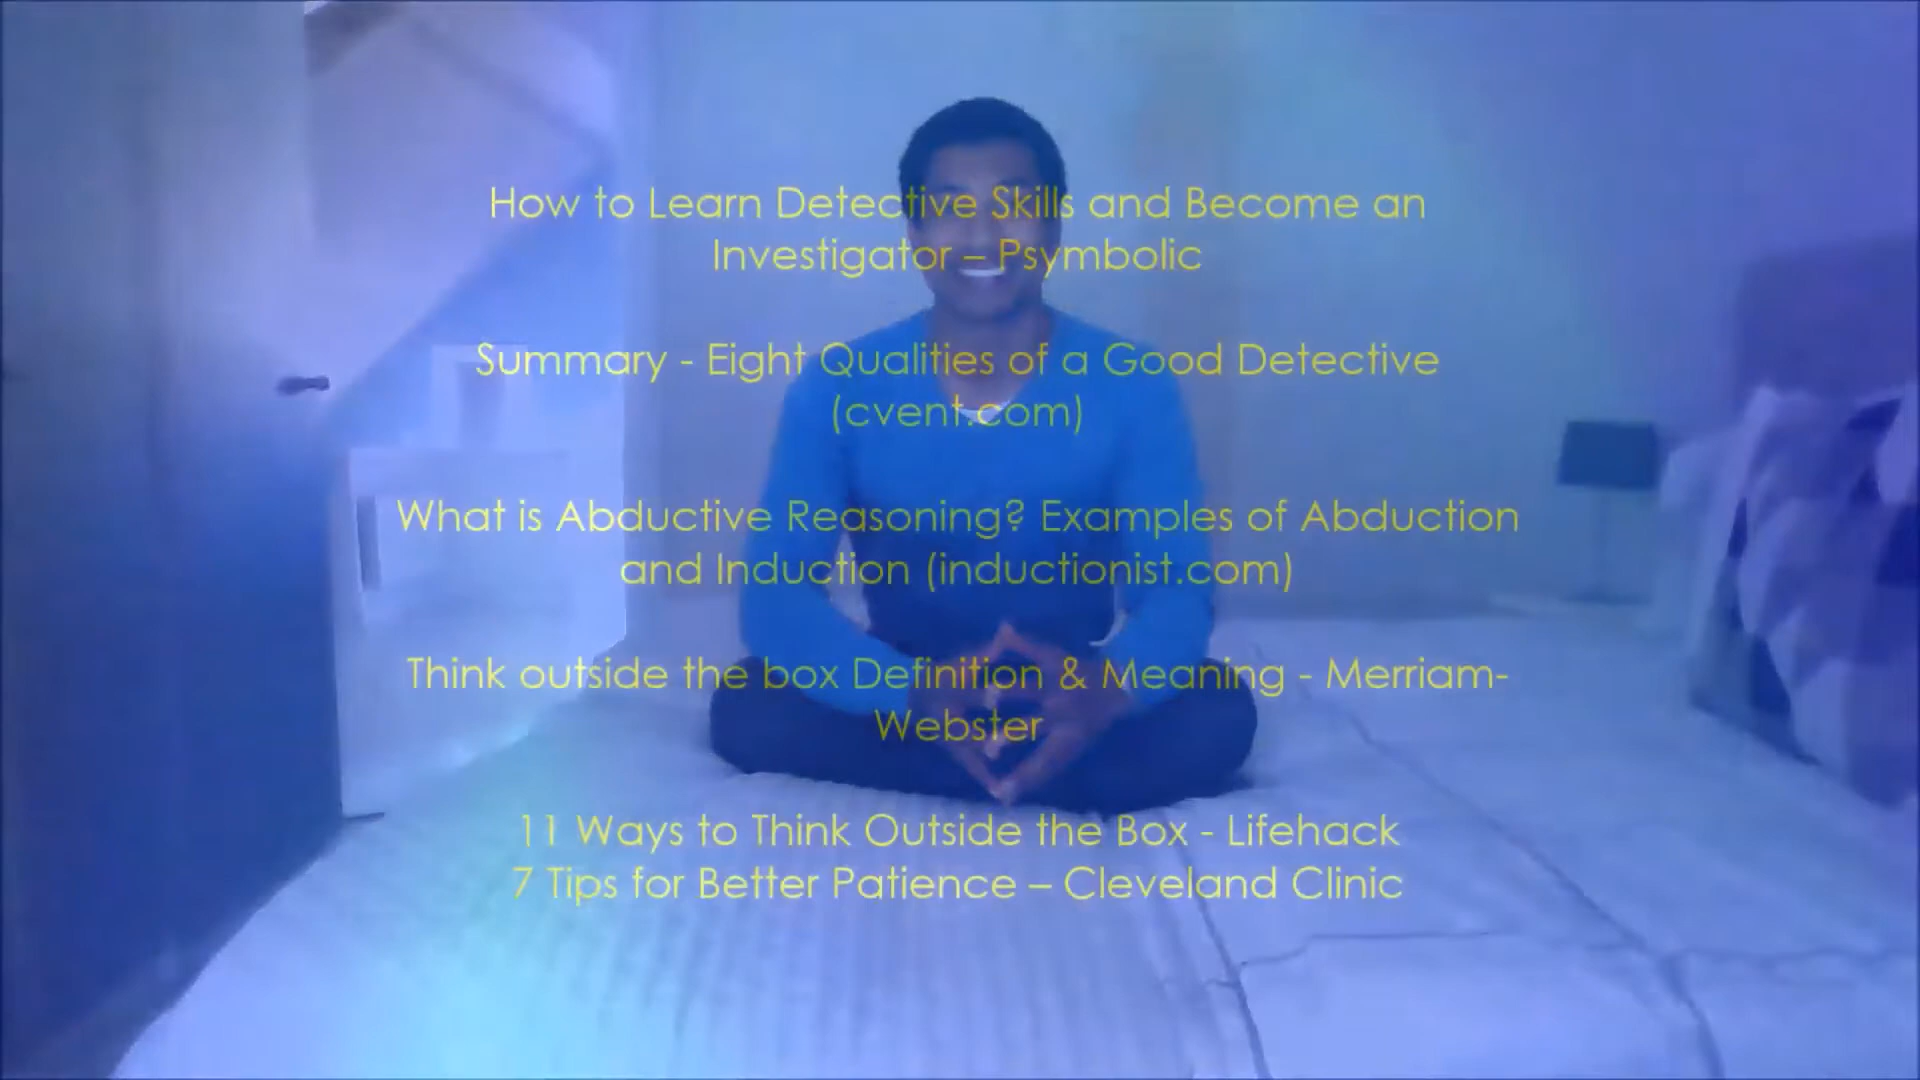 How to Learn Detective Skills and Become an
Investigator – Psymbolic
Summary - Eight Qualities of a Good Detective
(cvent.com)
What is Abductive Reasoning? Examples of Abduction
and Induction (inductionist.com)
Think outside the box Definition & Meaning - Merriam-
Webster
11 Ways to Think Outside the Box - Lifehack
7 Tips for Better Patience – Cleveland Clinic